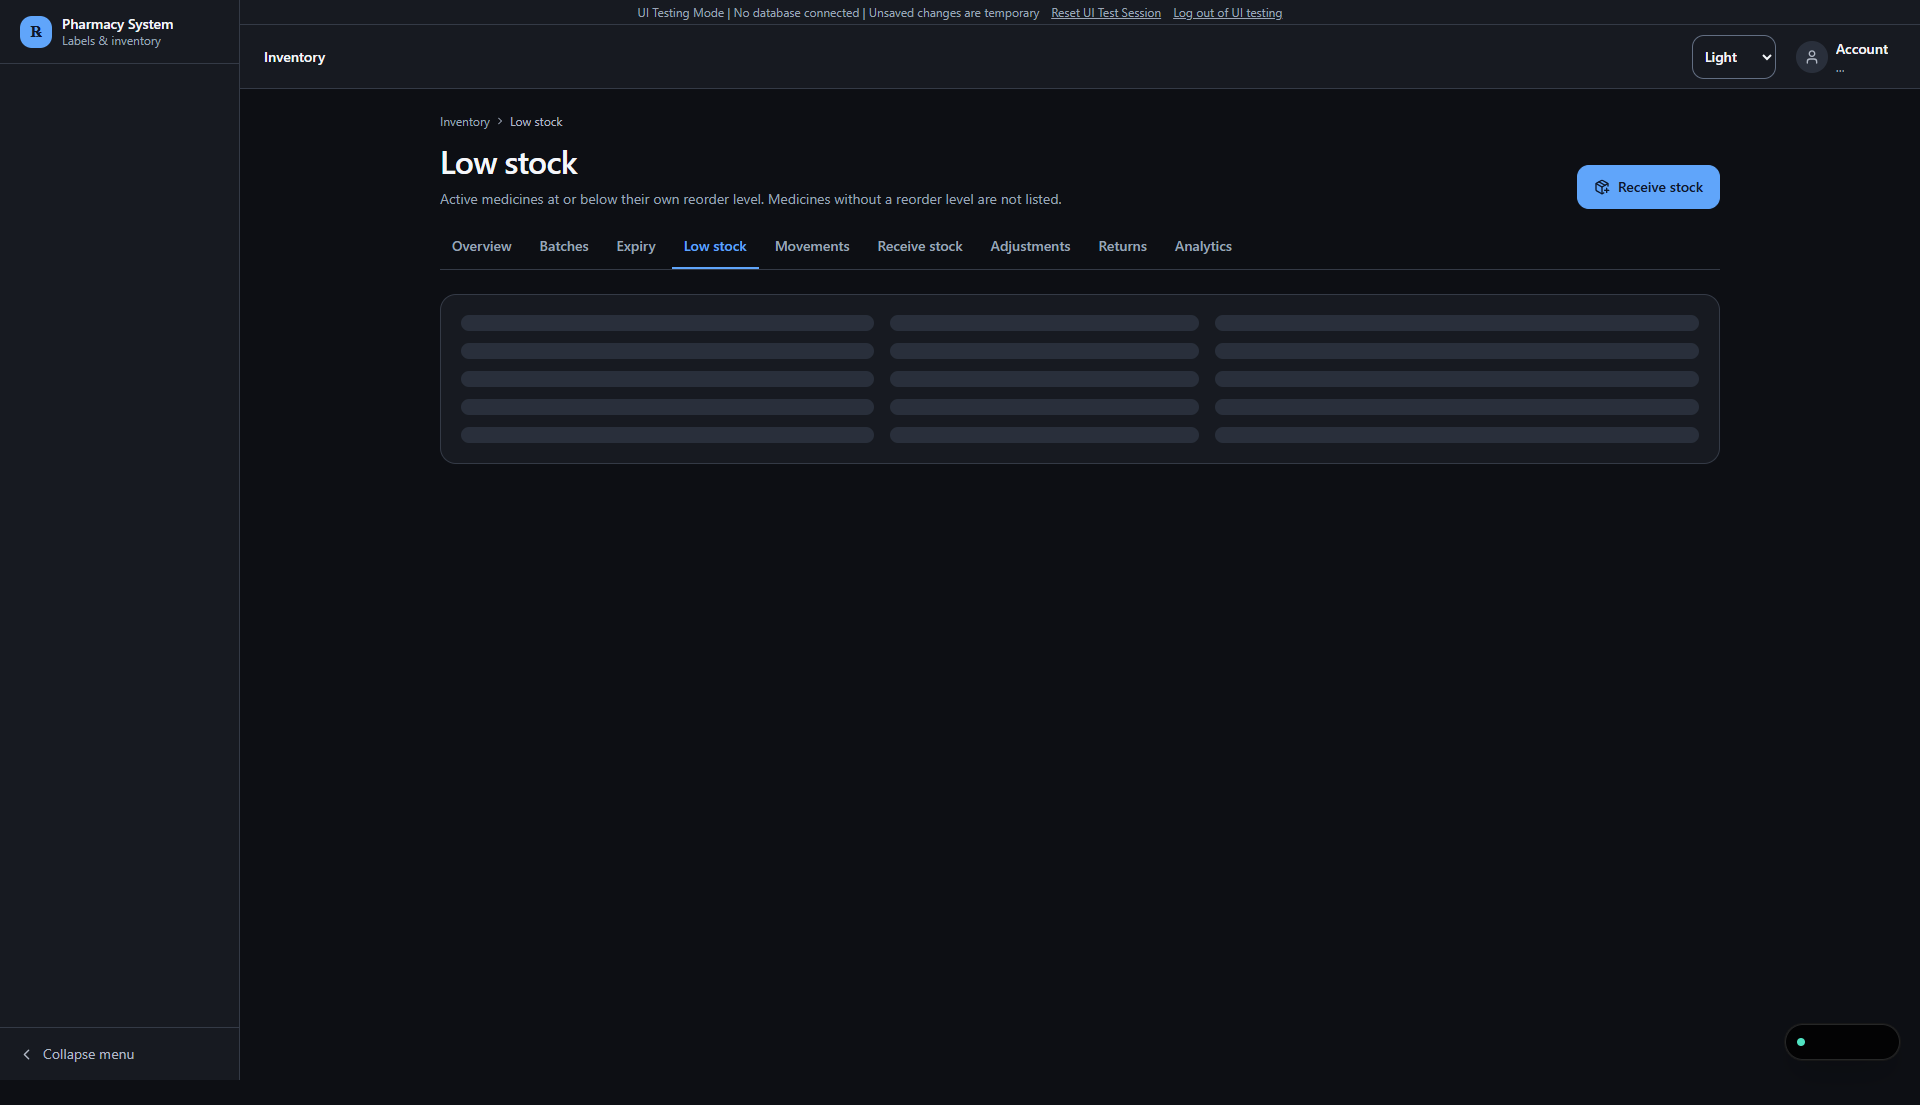 ℞
Pharmacy System
Labels & inventory
UI Testing Mode | No database connected | Unsaved changes are temporary Reset UI Test Session Log out of UI testing
Inventory
Light
Account
...
Inventory > Low stock
Low stock
Active medicines at or below their own reorder level. Medicines without a reorder level are not listed.
Receive stock
Overview Batches Expiry Low stock Movements Receive stock Adjustments Returns Analytics
Collapse menu